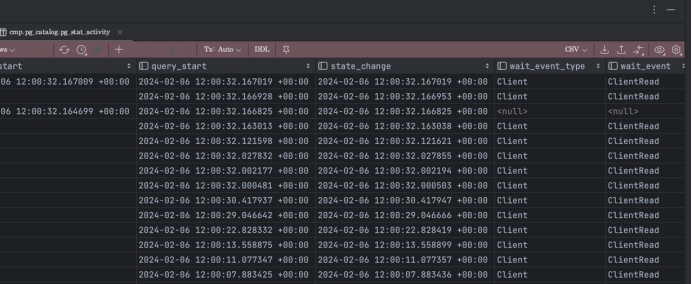 cmp.pg_catalog.pg_stat_activity ×
ws Tx: Auto DDL CSV
start query_start state_change wait_event_type wait_event
06 12:00:32.167009 +00:00 2024-02-06 12:00:32.167019 +00:00 2024-02-06 12:00:32.167019 +00:00 Client ClientRead
2024-02-06 12:00:32.166928 +00:00 2024-02-06 12:00:32.166953 +00:00 Client ClientRead
06 12:00:32.164699 +00:00 2024-02-06 12:00:32.166825 +00:00 2024-02-06 12:00:32.166825 +00:00 <null> <null>
2024-02-06 12:00:32.163013 +00:00 2024-02-06 12:00:32.163038 +00:00 Client ClientRead
2024-02-06 12:00:32.121598 +00:00 2024-02-06 12:00:32.121621 +00:00 Client ClientRead
2024-02-06 12:00:32.027832 +00:00 2024-02-06 12:00:32.027855 +00:00 Client ClientRead
2024-02-06 12:00:32.002177 +00:00 2024-02-06 12:00:32.002194 +00:00 Client ClientRead
2024-02-06 12:00:32.000481 +00:00 2024-02-06 12:00:32.000503 +00:00 Client ClientRead
2024-02-06 12:00:30.417937 +00:00 2024-02-06 12:00:30.417947 +00:00 Client ClientRead
2024-02-06 12:00:29.046642 +00:00 2024-02-06 12:00:29.046666 +00:00 Client ClientRead
2024-02-06 12:00:22.828332 +00:00 2024-02-06 12:00:22.828419 +00:00 Client ClientRead
2024-02-06 12:00:13.558875 +00:00 2024-02-06 12:00:13.558899 +00:00 Client ClientRead
2024-02-06 12:00:11.077347 +00:00 2024-02-06 12:00:11.077357 +00:00 Client ClientRead
2024-02-06 12:00:07.883425 +00:00 2024-02-06 12:00:07.883436 +00:00 Client ClientRead